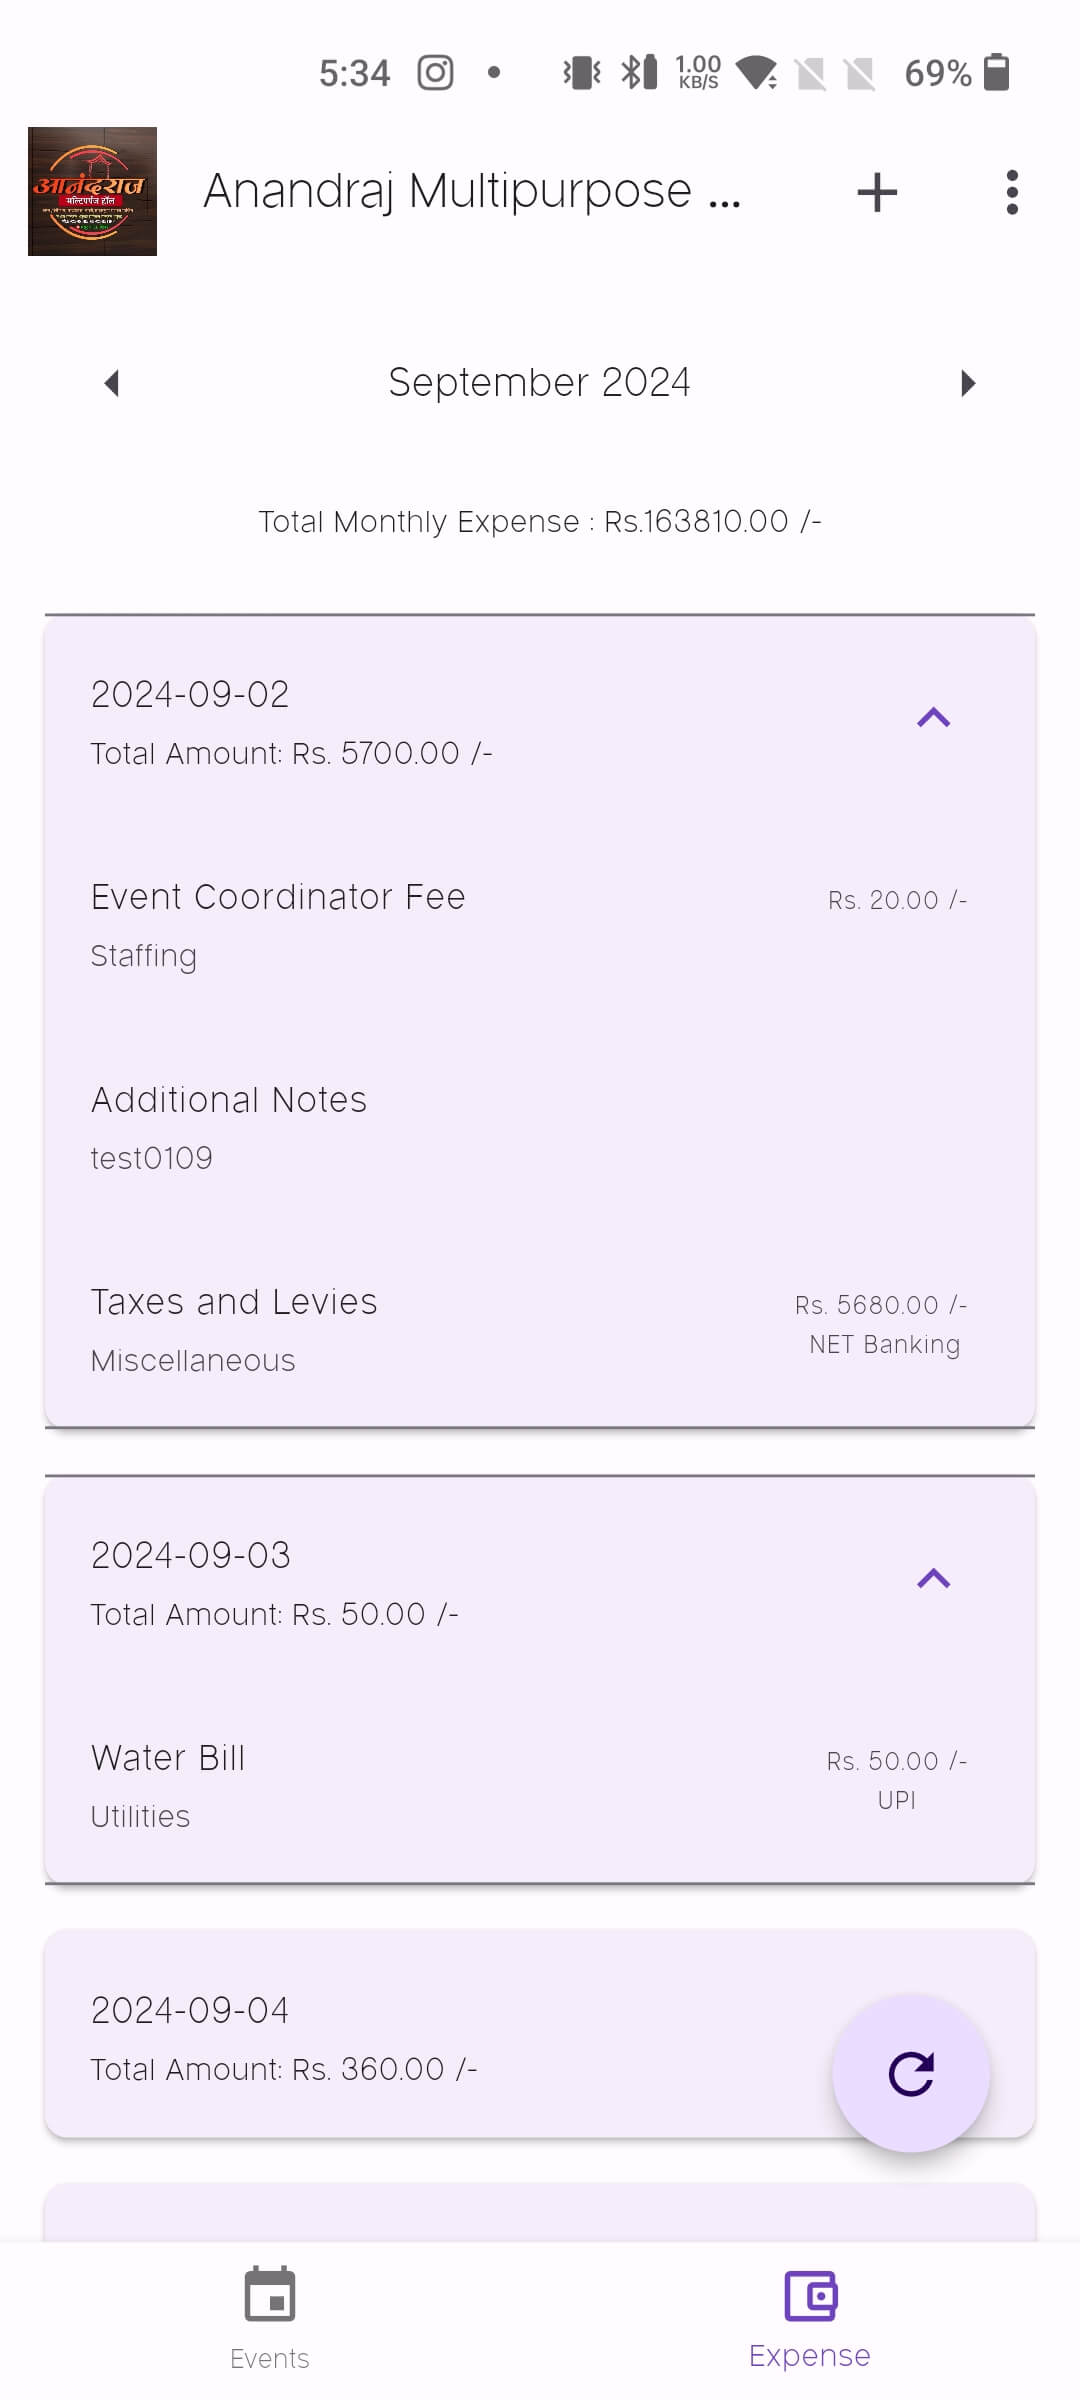 5:34
1.00
KB/S
69%
आनंदराज
मल्टिपर्पज हॉल
Anandraj Multipurpose ...
September 2024
Total Monthly Expense : Rs.163810.00 /-
2024-09-02
Total Amount: Rs. 5700.00 /-
Event Coordinator Fee
Rs. 20.00 /-
Staffing
Additional Notes
test0109
Taxes and Levies
Rs. 5680.00 /-
NET Banking
Miscellaneous
2024-09-03
Total Amount: Rs. 50.00 /-
Water Bill
Rs. 50.00 /-
UPI
Utilities
2024-09-04
Total Amount: Rs. 360.00 /-
Events
Expense